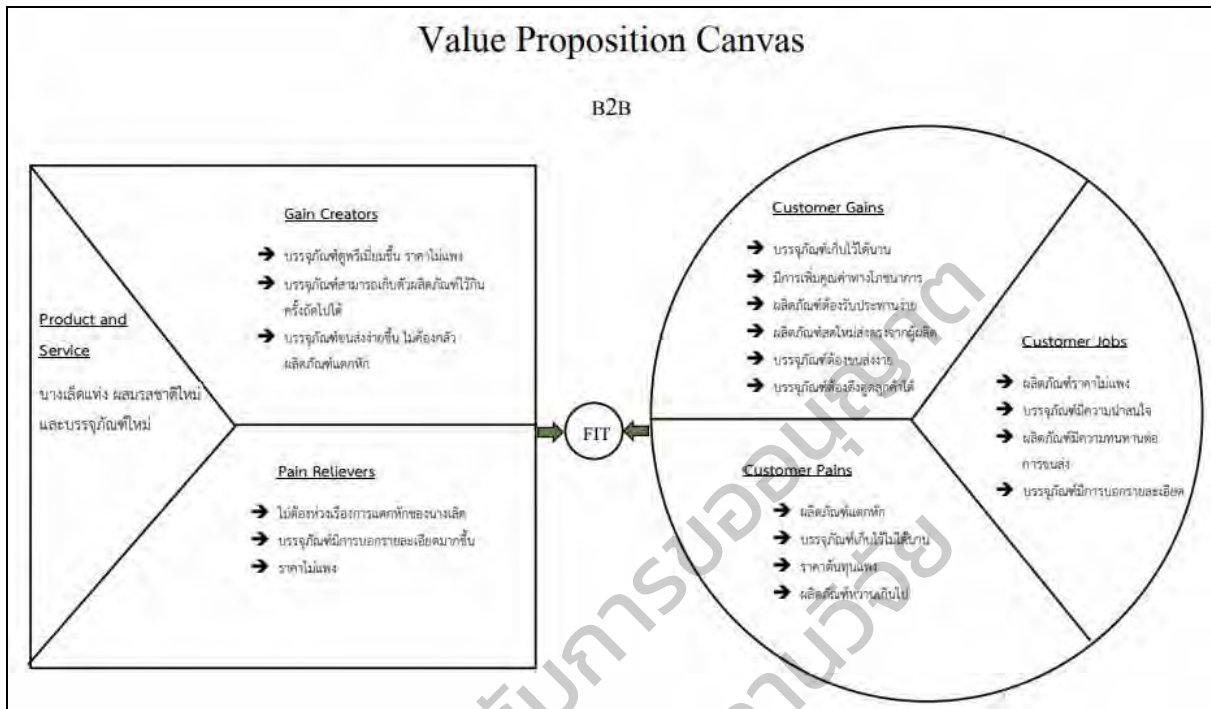 Value Proposition Canvas
B2B
Gain Creators
➔ บรรจุภัณฑ์ดูพรีเมี่ยมขึ้น ราคาไม่แพง
➔ บรรจุภัณฑ์สามารถเก็บตัวผลิตภัณฑ์ไว้กิน
ครั้งถัดไปได้
➔ บรรจุภัณฑ์ขนส่งง่ายขึ้น ไม่ต้องกลัว
ผลิตภัณฑ์แตกหัก
Product and
Service
นางเล็ดแท่ง ผสมรสชาติใหม่
และบรรจุภัณฑ์ใหม่
Pain Relievers
➔ ไม่ต้องห่วงเรื่องการแตกหักของนางเล็ด
➔ บรรจุภัณฑ์มีการบอกรายละเอียดมากขึ้น
➔ ราคาไม่แพง
FIT
Customer Gains
➔ บรรจุภัณฑ์เก็บไว้ได้นาน
➔ มีการเพิ่มคุณค่าทางโภชนาการ
➔ ผลิตภัณฑ์ต้องรับประทานง่าย
➔ ผลิตภัณฑ์สดใหม่ส่งตรงจากผู้ผลิต
➔ บรรจุภัณฑ์ต้องขนส่งง่าย
➔ บรรจุภัณฑ์ต้องดึงดูดลูกค้าได้
Customer Jobs
➔ ผลิตภัณฑ์ราคาไม่แพง
➔ บรรจุภัณฑ์มีความน่าสนใจ
➔ ผลิตภัณฑ์มีความทนทานต่อ
การขนส่ง
➔ บรรจุภัณฑ์มีการบอกรายละเอียด
Customer Pains
➔ ผลิตภัณฑ์แตกหัก
➔ บรรจุภัณฑ์เก็บไว้ไม่ได้นาน
➔ ราคาต้นทุนแพง
➔ ผลิตภัณฑ์หวานเกินไป